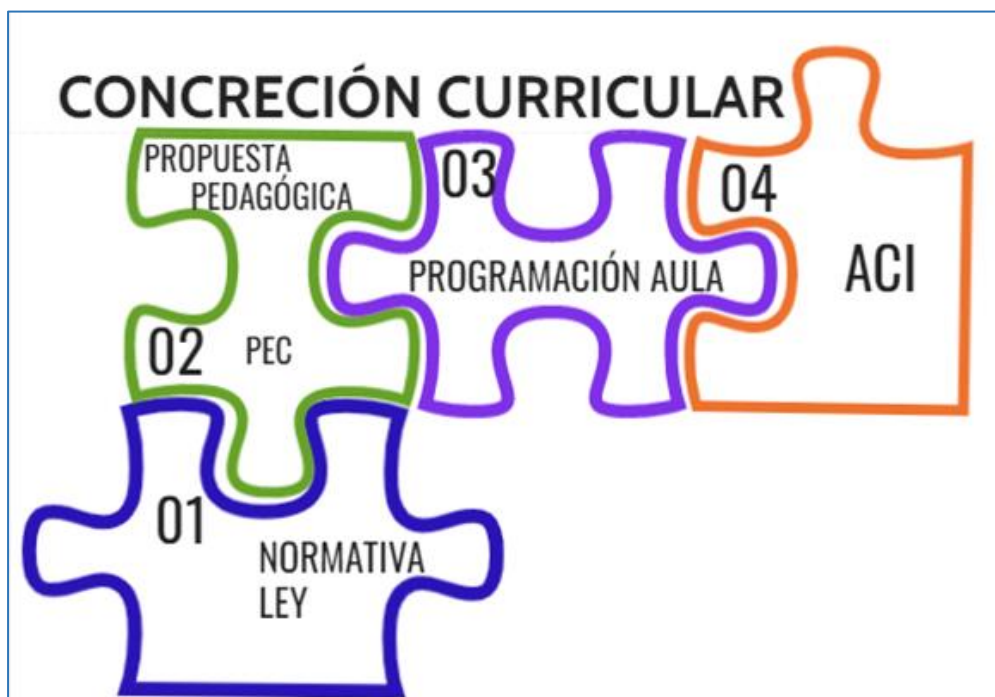 CONCRECIÓN CURRICULAR
PROPUESTA
PEDAGÓGICA
02
PEC
03
PROGRAMACIÓN AULA
04
ACI
01
NORMATIVA
LEY